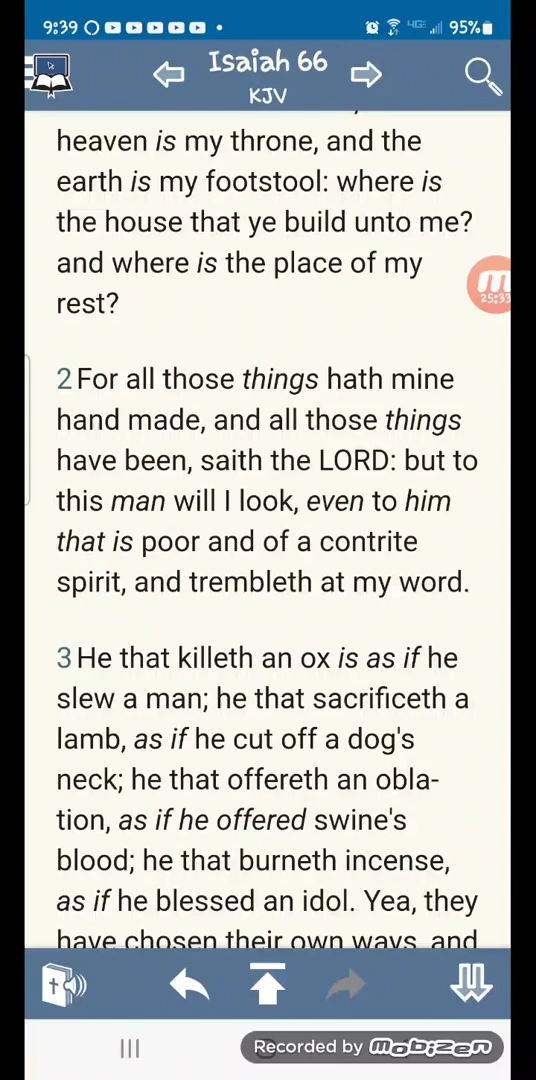 9:39 95%
Isaiah 66
KJV
heaven is my throne, and the
earth is my footstool: where is
the house that ye build unto me?
and where is the place of my
rest?
25:33
2 For all those things hath mine
hand made, and all those things
have been, saith the LORD: but to
this man will I look, even to him
that is poor and of a contrite
spirit, and trembleth at my word.
3 He that killeth an ox is as if he
slew a man; he that sacrificeth a
lamb, as if he cut off a dog's
neck; he that offereth an obla-
tion, as if he offered swine's
blood; he that burneth incense,
as if he blessed an idol. Yea, they
have chosen their own ways, and
Recorded by mobizen